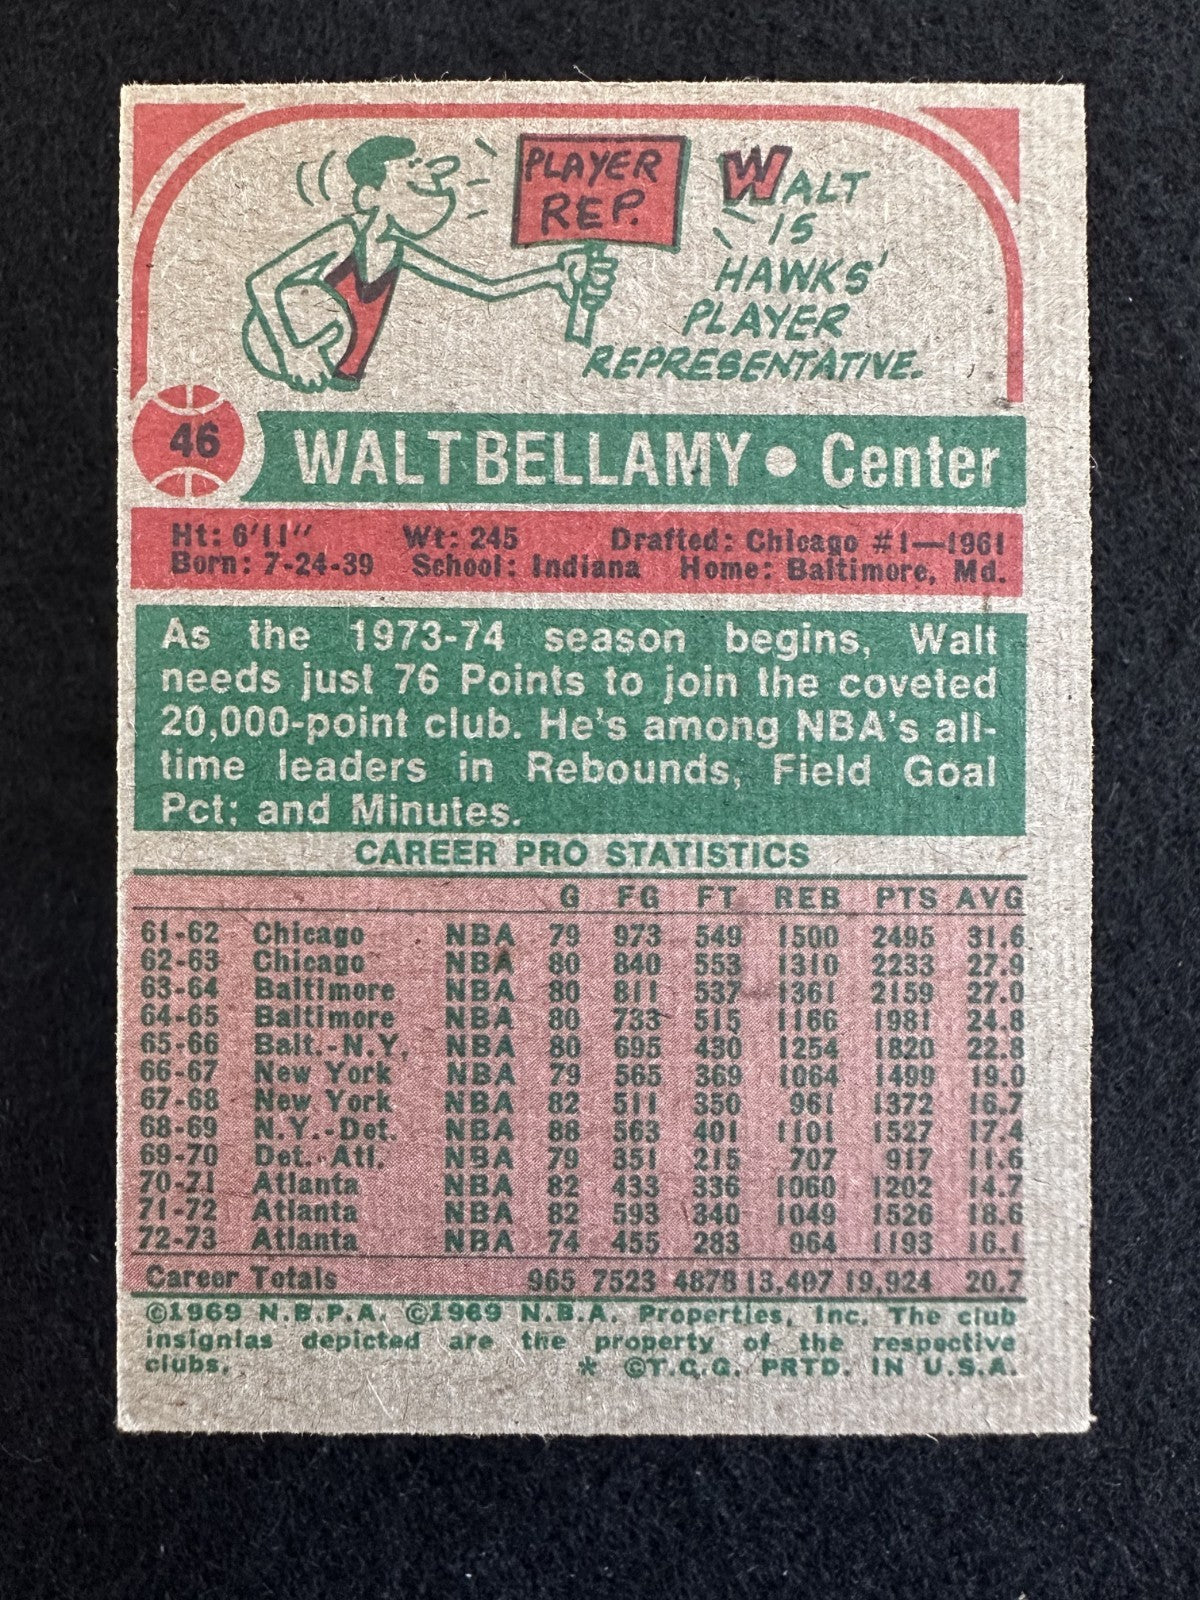 PLAYER REP.
WALT
IS
HAWKS'
PLAYER
REPRESENTATIVE.
46
WALT BELLAMY • Center
Ht: 6'11" Wt: 245 Drafted: Chicago #1—1961
Born: 7-24-39 School: Indiana Home: Baltimore, Md.
As the 1973-74 season begins, Walt
needs just 76 Points to join the coveted
20,000-point club. He's among NBA's all-
time leaders in Rebounds, Field Goal
Pct; and Minutes.
CAREER PRO STATISTICS
G FG FT REB PTS AVG
61-62 Chicago NBA 79 973 549 1500 2495 31.6
62-63 Chicago NBA 80 840 553 1310 2233 27.9
63-64 Baltimore NBA 80 811 537 1361 2159 27.0
64-65 Baltimore NBA 80 733 515 1166 1981 24.8
65-66 Balt.-N.Y. NBA 80 695 430 1254 1820 22.8
66-67 New York NBA 79 565 369 1064 1499 19.0
67-68 New York NBA 82 511 350 961 1372 16.7
68-69 N.Y.-Det. NBA 88 563 401 1101 1527 17.4
69-70 Det.-Atl. NBA 79 351 215 707 917 11.6
70-71 Atlanta NBA 82 433 336 1060 1202 14.7
71-72 Atlanta NBA 82 593 340 1049 1526 18.6
72-73 Atlanta NBA 74 455 283 964 1193 16.1
Career Totals 965 7523 4878 13,497 19,924 20.7
©1969 N.B.P.A. ©1969 N.B.A. Properties, Inc. The club
insignias depicted are the property of the respective
clubs. * ©T.C.G. PRTD. IN U.S.A.